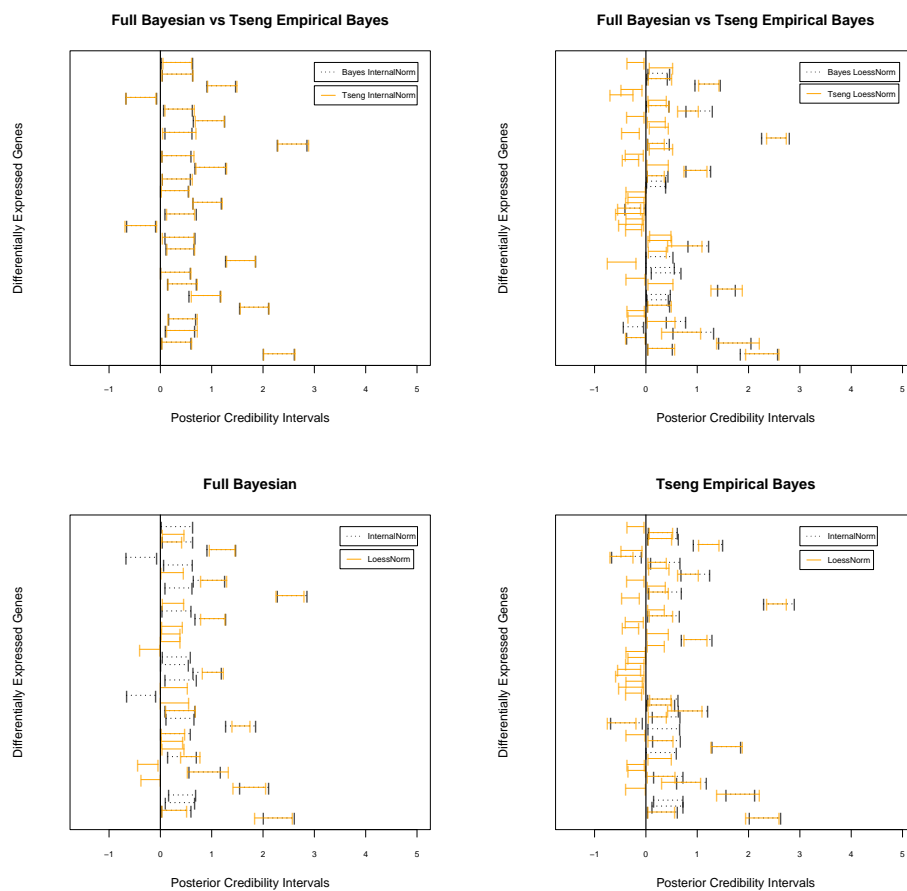 Full Bayesian vs Tseng Empirical Bayes
Differentially Expressed Genes
Bayes InternalNorm
Tseng InternalNorm
−1 0 1 2 3 4 5
Posterior Credibility Intervals
Full Bayesian vs Tseng Empirical Bayes
Differentially Expressed Genes
Bayes LoessNorm
Tseng LoessNorm
−1 0 1 2 3 4 5
Posterior Credibility Intervals
Full Bayesian
Differentially Expressed Genes
InternalNorm
LoessNorm
−1 0 1 2 3 4 5
Posterior Credibility Intervals
Tseng Empirical Bayes
Differentially Expressed Genes
InternalNorm
LoessNorm
−1 0 1 2 3 4 5
Posterior Credibility Intervals